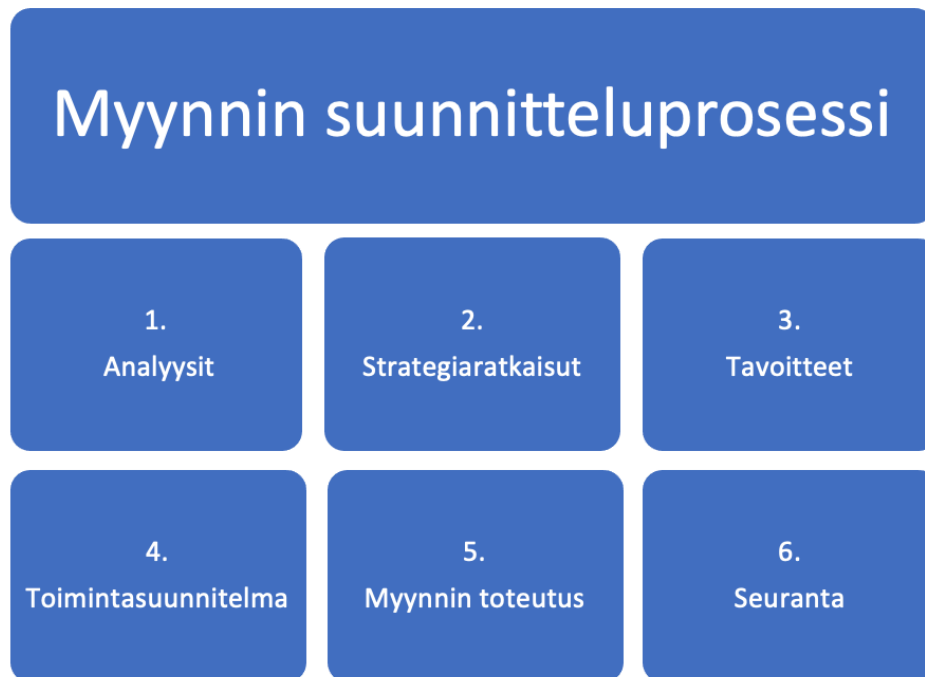 Myynnin suunnitteluprosessi
1.
Analyysit
2.
Strategiaratkaisut
3.
Tavoitteet
4.
Toimintasuunnitelma
5.
Myynnin toteutus
6.
Seuranta